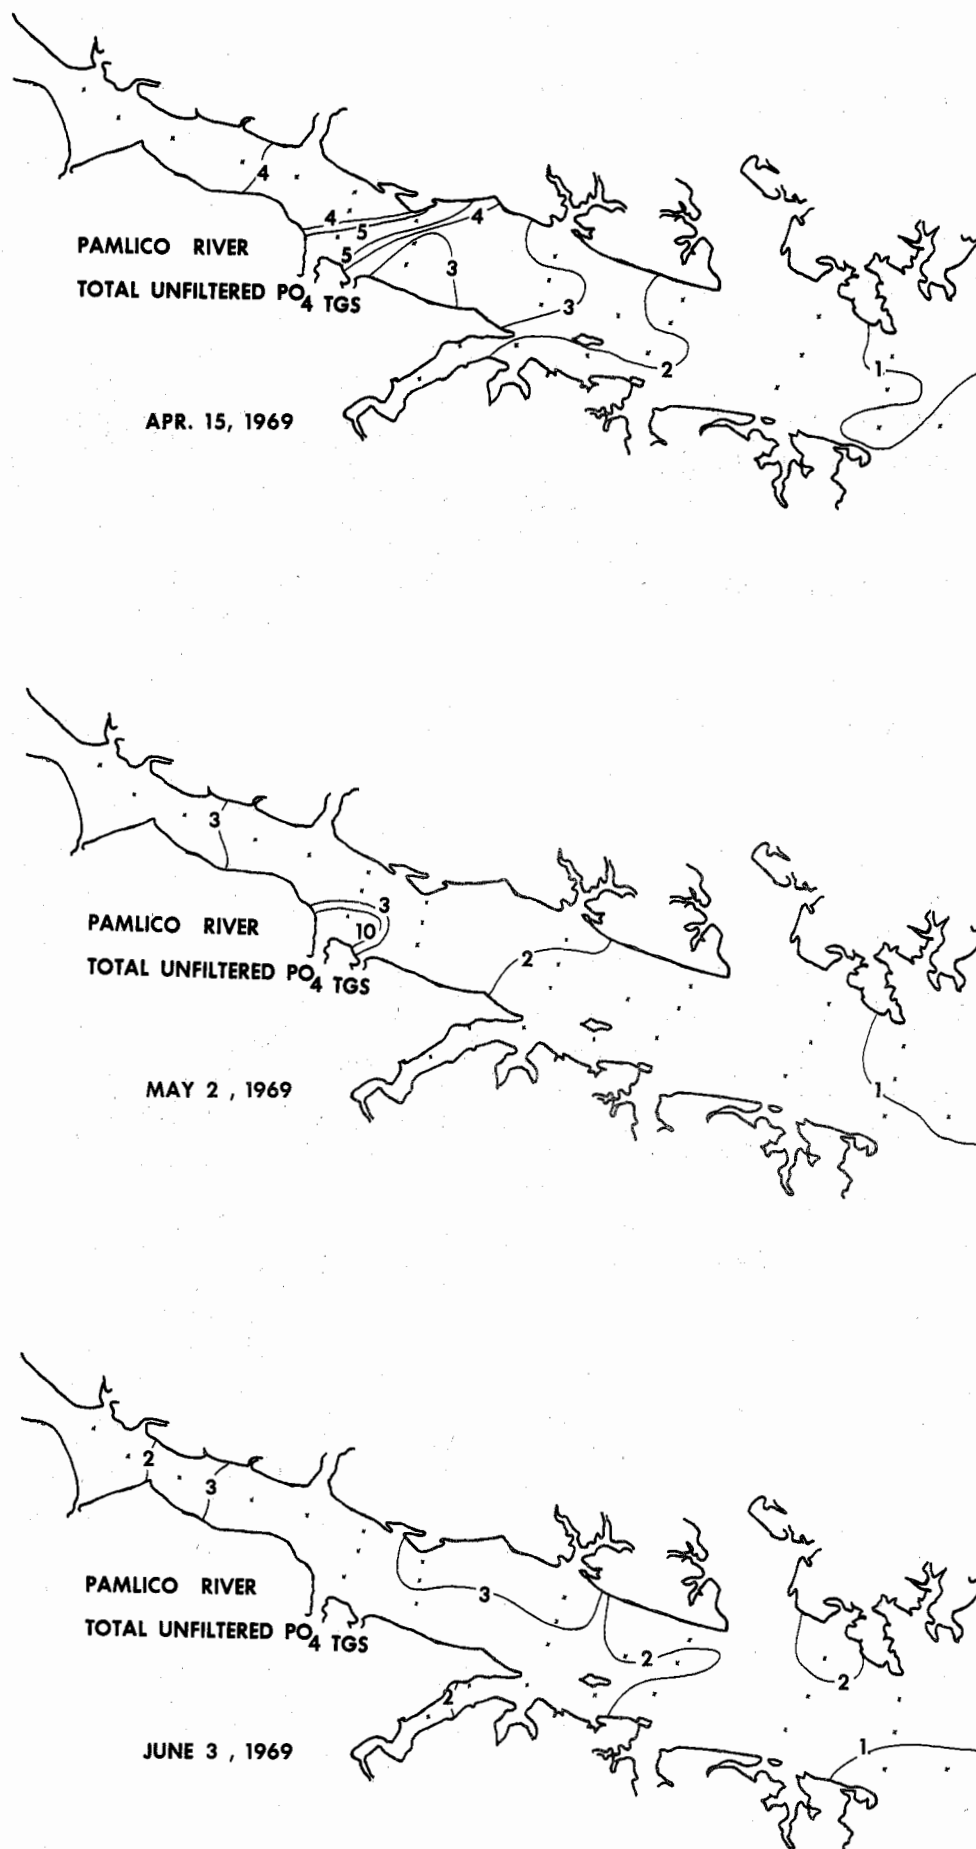 4
4
5
4
5
3
PAMLICO RIVER
TOTAL UNFILTERED PO4 TGS
3
2
1
APR. 15, 1969
3
3
10
PAMLICO RIVER
2
TOTAL UNFILTERED PO4 TGS
MAY 2 , 1969
1
2
3
PAMLICO RIVER
3
TOTAL UNFILTERED PO4 TGS
2
2
2
JUNE 3 , 1969
1